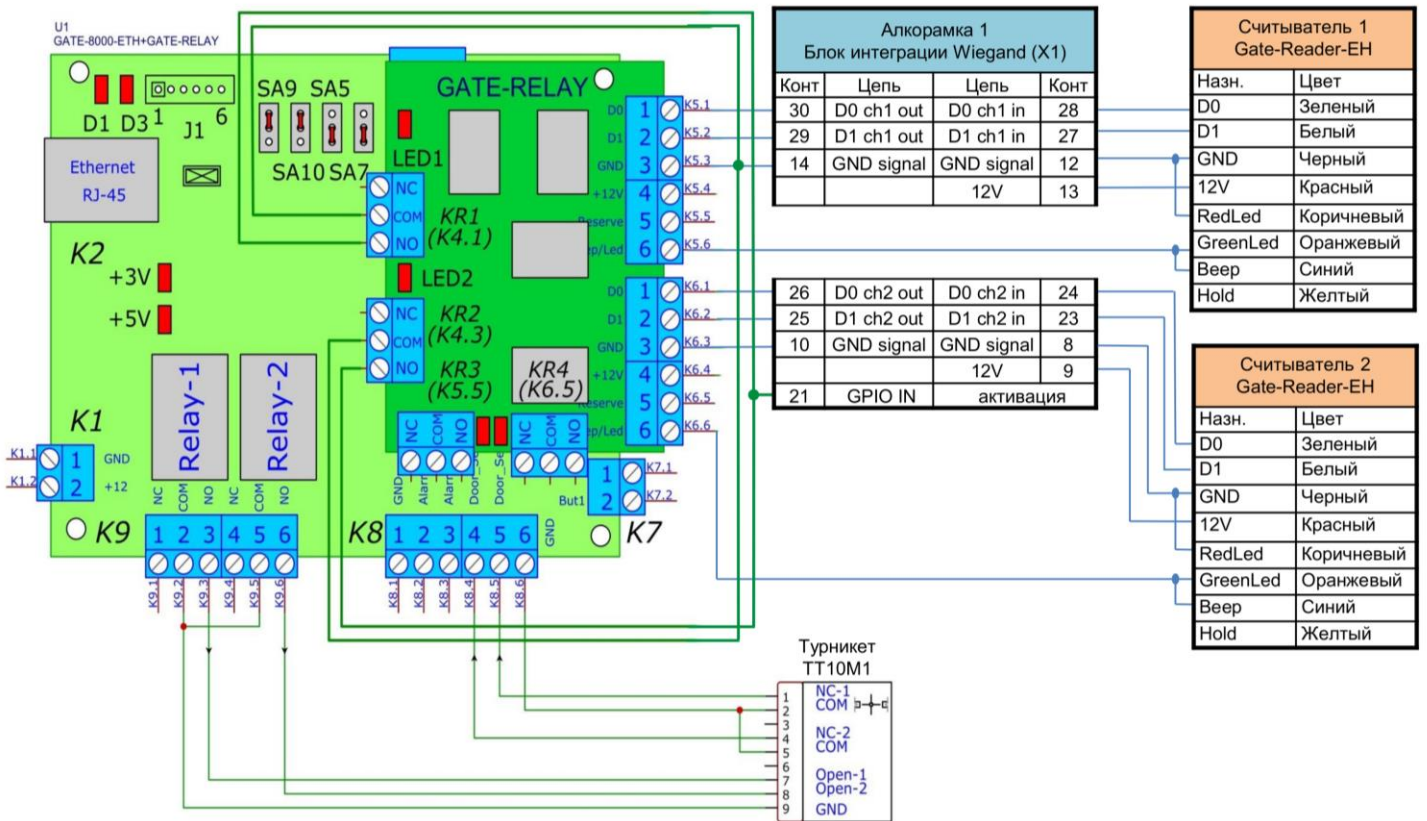 U1
GATE-8000-ETH+GATE-RELAY
D1 D3
1 6
J1
SA9 SA5
SA10 SA7
Ethernet
RJ-45
K2
+3V
+5V
Relay-1
Relay-2
K1
K1.1 1 GND
K1.2 2 +12
GATE-RELAY
LED1
NC
COM
NO
KR1
(K4.1)
LED2
NC
COM
NO
KR2
(K4.3)
KR3
(K5.5)
KR4
(K6.5)
NC COM NO
NC COM NO
D0 1 K5.1
D1 2 K5.2
GND 3 K5.3
+12V 4 K5.4
Reserve 5 K5.5
ep/Led 6 K5.6
D0 1 K6.1
D1 2 K6.2
GND 3 K6.3
+12V 4 K6.4
Reserve 5 K6.5
ep/Led 6 K6.6
1 K7.1
But1 2 K7.2
K7
K9
NC COM NO NC COM NO
1 2 3 4 5 6
K9.1 K9.2 K9.3 K9.4 K9.5 K9.6
K8
GND Alarm Alarm Door_Se Door_Se GND
1 2 3 4 5 6
K8.1 K8.2 K8.3 K8.4 K8.5 K8.6
Алкорамка 1
Блок интеграции Wiegand (X1)
Конт Цепь Цепь Конт
30 D0 ch1 out D0 ch1 in 28
29 D1 ch1 out D1 ch1 in 27
14 GND signal GND signal 12
12V 13
26 D0 ch2 out D0 ch2 in 24
25 D1 ch2 out D1 ch2 in 23
10 GND signal GND signal 8
12V 9
21 GPIO IN активация
Считыватель 1
Gate-Reader-EH
Назн. Цвет
D0 Зеленый
D1 Белый
GND Черный
12V Красный
RedLed Коричневый
GreenLed Оранжевый
Beep Синий
Hold Желтый
Считыватель 2
Gate-Reader-EH
Назн. Цвет
D0 Зеленый
D1 Белый
GND Черный
12V Красный
RedLed Коричневый
GreenLed Оранжевый
Beep Синий
Hold Желтый
Турникет
TT10M1
1 NC-1
2 COM
3
4 NC-2
5 COM
6
7 Open-1
8 Open-2
9 GND